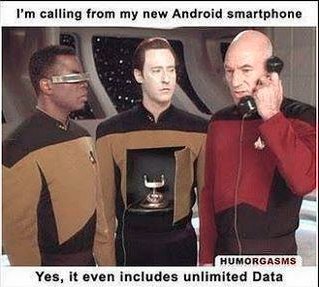 I'm calling from my new Android smartphone
HUMORGASMS
Yes, it even includes unlimited Data